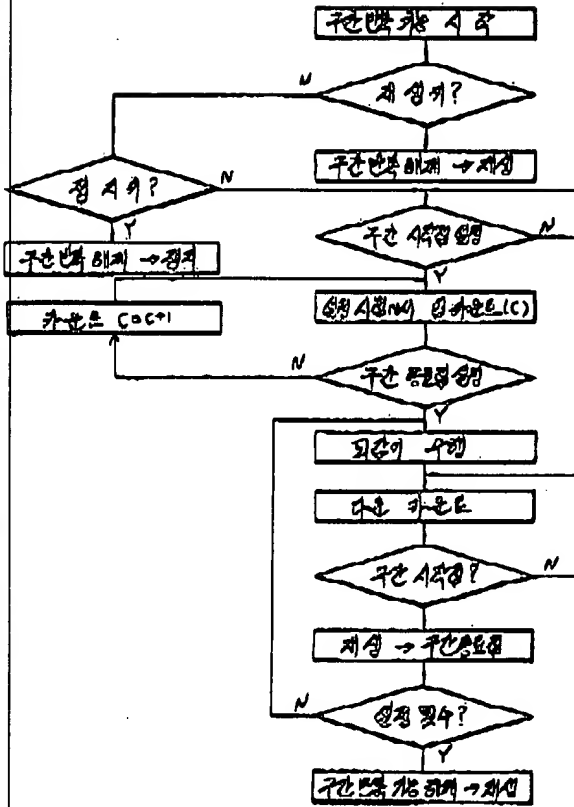 구간반복 기능 시작
N
재생키?
Y
구간반복해제 → 재생
정지키?
N
Y
구간 시작점 설정
N
구간반복해제 → 정지
Y
카운트 C=C+1
설정시점에서 업카운트(C)
N
구간 종료점설정
Y
되감기 수행
다운 카운트
구간 시작점?
N
재생 → 구간종료점
N
설정 횟수?
Y
구간반복 기능해제 → 재생